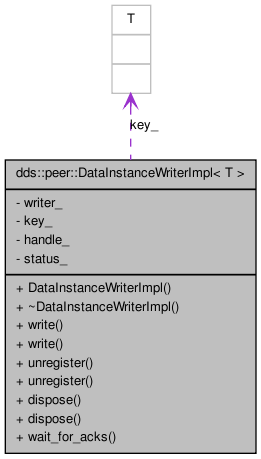 T
key_
dds::peer::DataInstanceWriterImpl< T >
- writer_
- key_
- handle_
- status_
+ DataInstanceWriterImpl()
+ ~DataInstanceWriterImpl()
+ write()
+ write()
+ unregister()
+ unregister()
+ dispose()
+ dispose()
+ wait_for_acks()